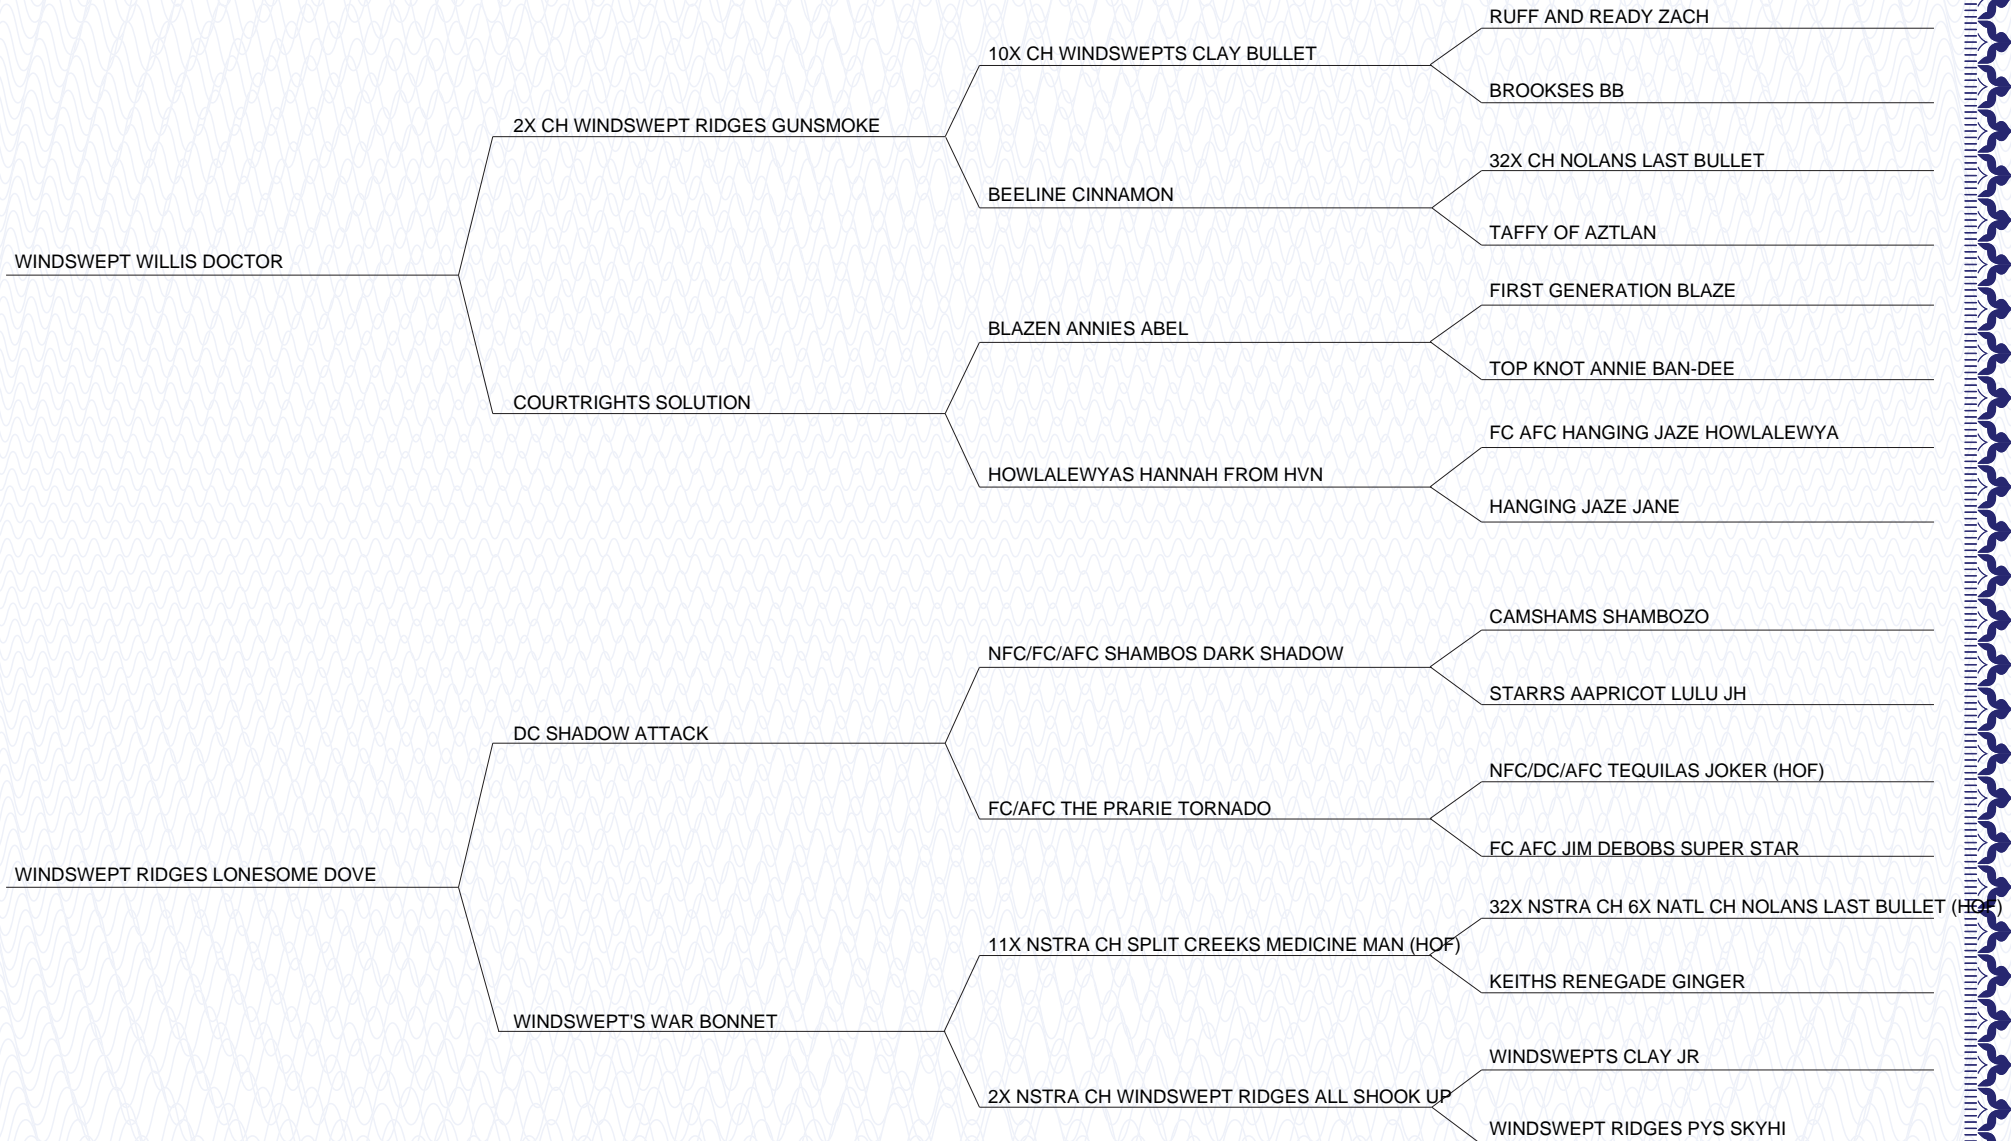 RUFF AND READY ZACH
10X CH WINDSWEPTS CLAY BULLET
BROOKSES BB
2X CH WINDSWEPT RIDGES GUNSMOKE
32X CH NOLANS LAST BULLET
BEELINE CINNAMON
TAFFY OF AZTLAN
WINDSWEPT WILLIS DOCTOR
FIRST GENERATION BLAZE
BLAZEN ANNIES ABEL
TOP KNOT ANNIE BAN-DEE
COURTRIGHTS SOLUTION
FC AFC HANGING JAZE HOWLALEWYA
HOWLALEWYAS HANNAH FROM HVN
HANGING JAZE JANE
CAMSHAMS SHAMBOZO
NFC/FC/AFC SHAMBOS DARK SHADOW
STARRS AAPRICOT LULU JH
DC SHADOW ATTACK
NFC/DC/AFC TEQUILAS JOKER (HOF)
FC/AFC THE PRARIE TORNADO
FC AFC JIM DEBOBS SUPER STAR
WINDSWEPT RIDGES LONESOME DOVE
32X NSTRA CH 6X NATL CH NOLANS LAST BULLET (HOF)
11X NSTRA CH SPLIT CREEKS MEDICINE MAN (HOF)
KEITHS RENEGADE GINGER
WINDSWEPT'S WAR BONNET
WINDSWEPTS CLAY JR
2X NSTRA CH WINDSWEPT RIDGES ALL SHOOK UP
WINDSWEPT RIDGES PYS SKYHI